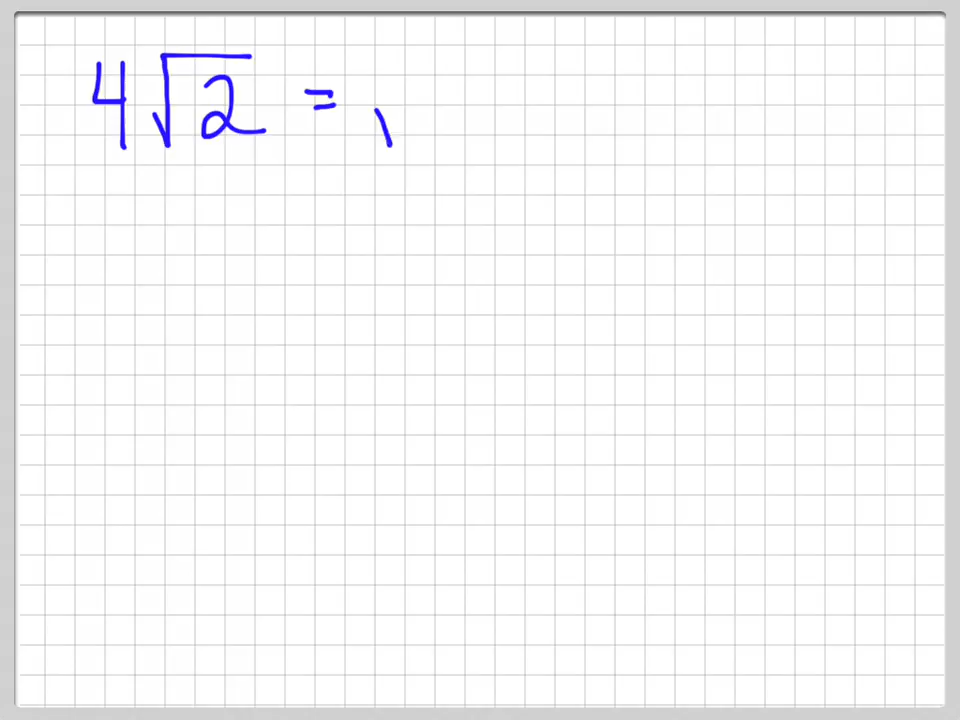 4√2 =